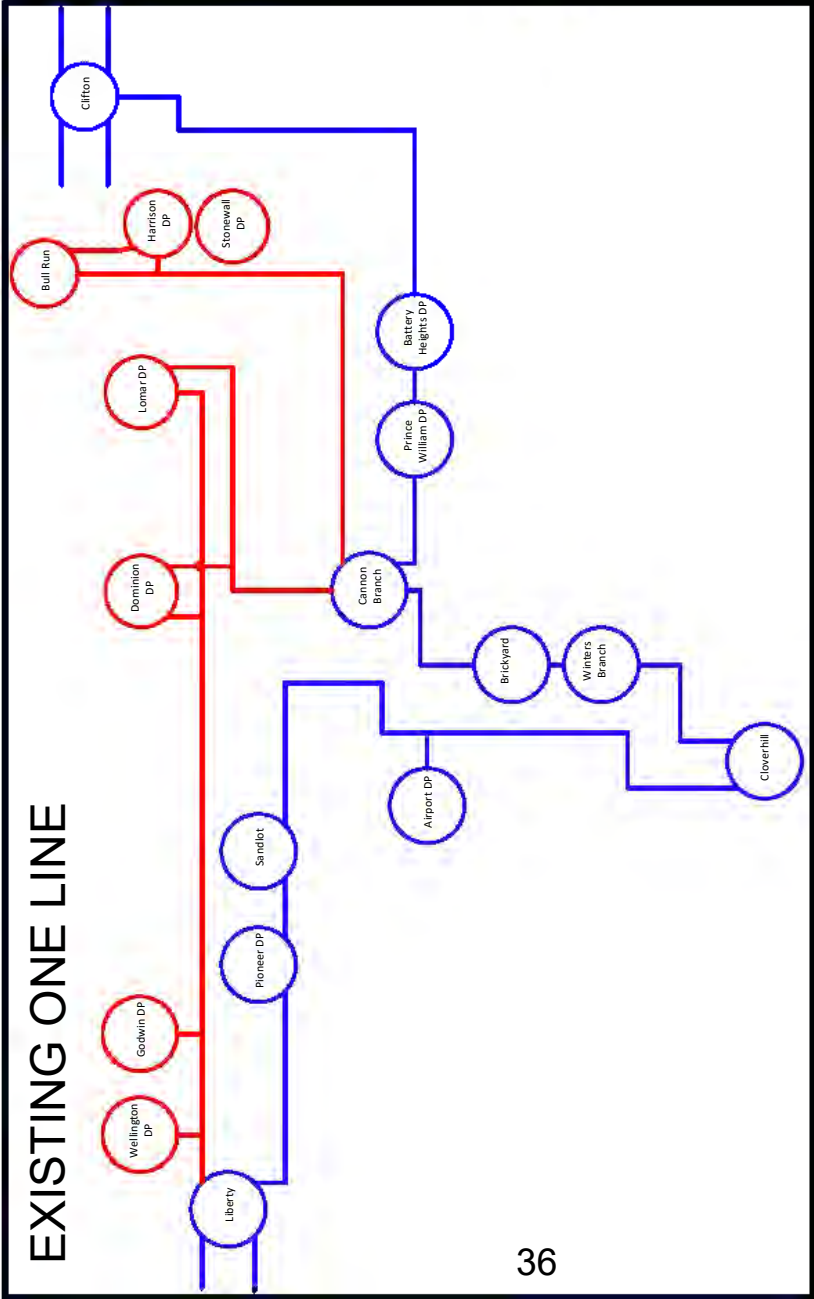 EXISTING ONE LINE
Wellington
DP
Godwin DP
Dominion
DP
Lomar DP
Bull Run
Harrison
DP
Stonewall
DP
Clifton
Liberty
Pioneer DP
Sandlot
Airport DP
Cannon
Branch
Prince
William DP
Battery
Heights DP
Brickyard
Winters
Branch
Cloverhill
36